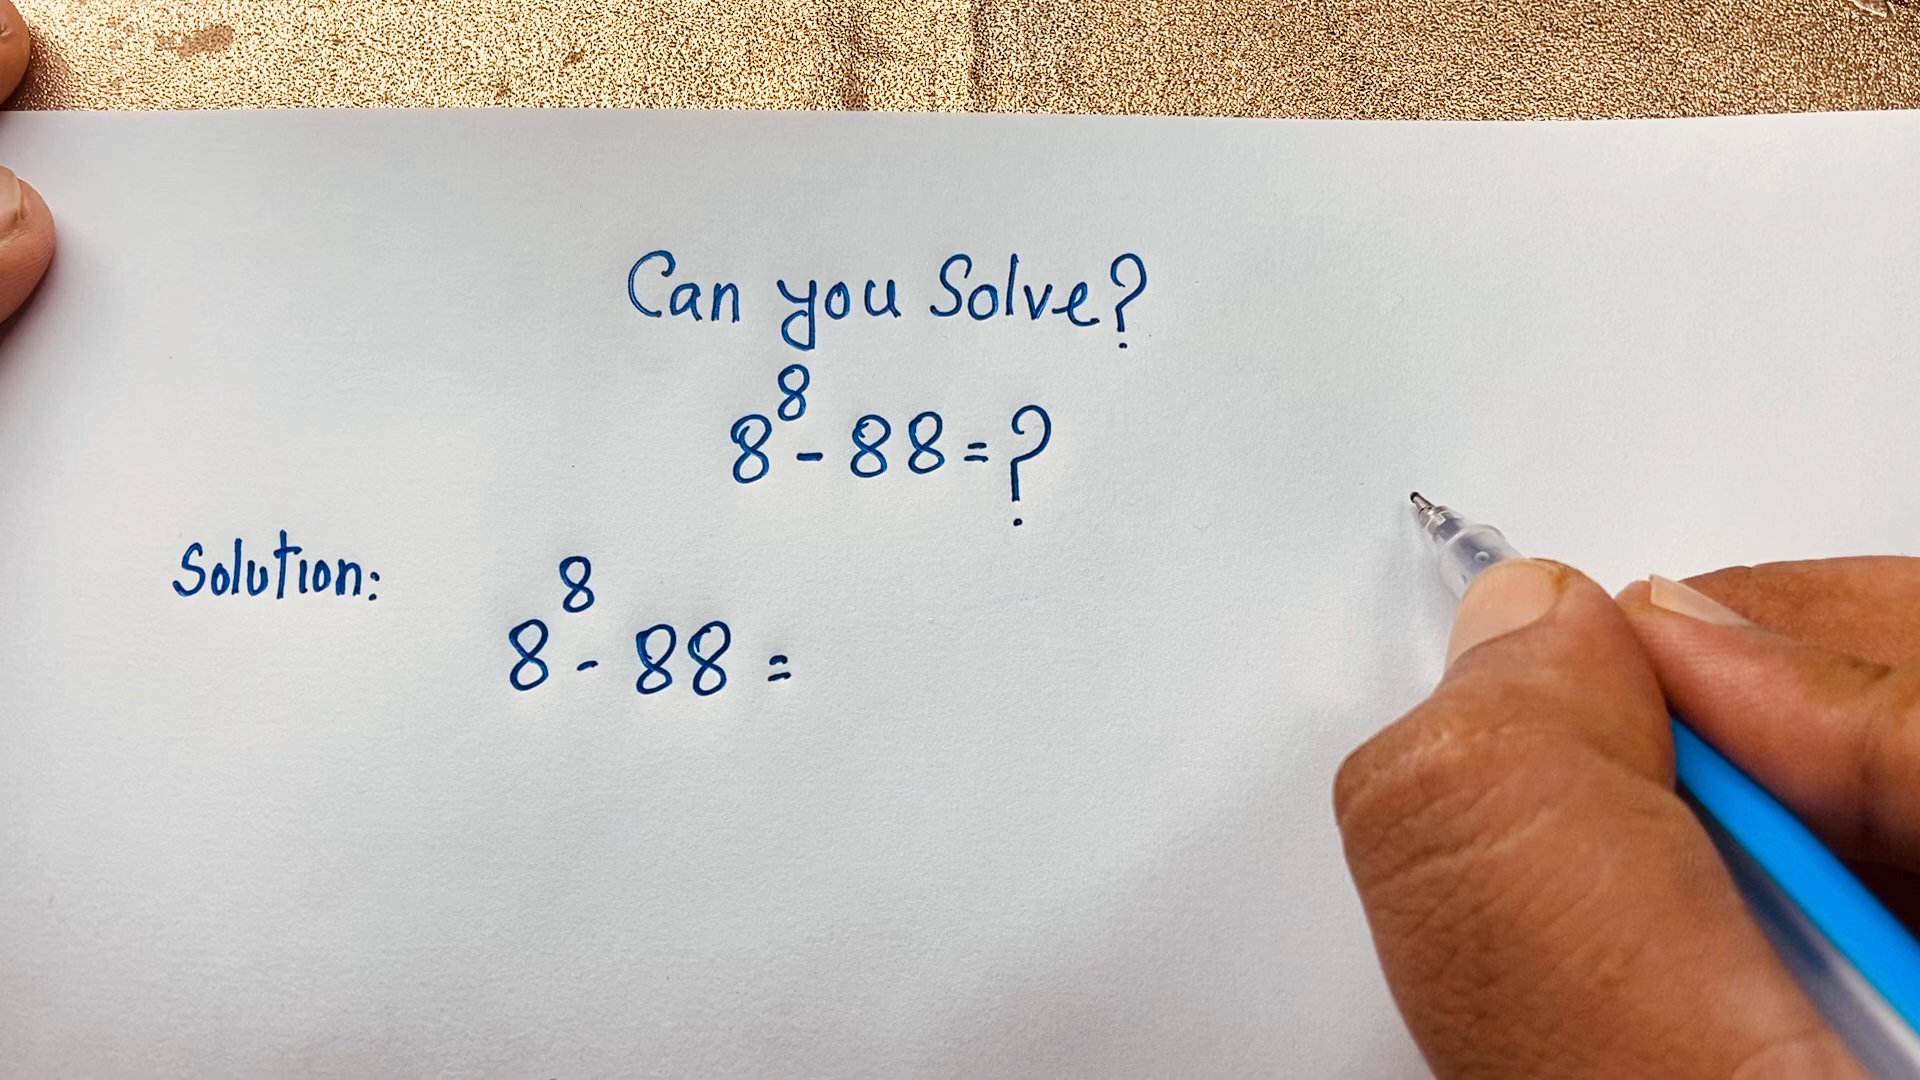 Can you Solve?
8⁸ - 88 = ?
Solution: 8⁸ - 88 =